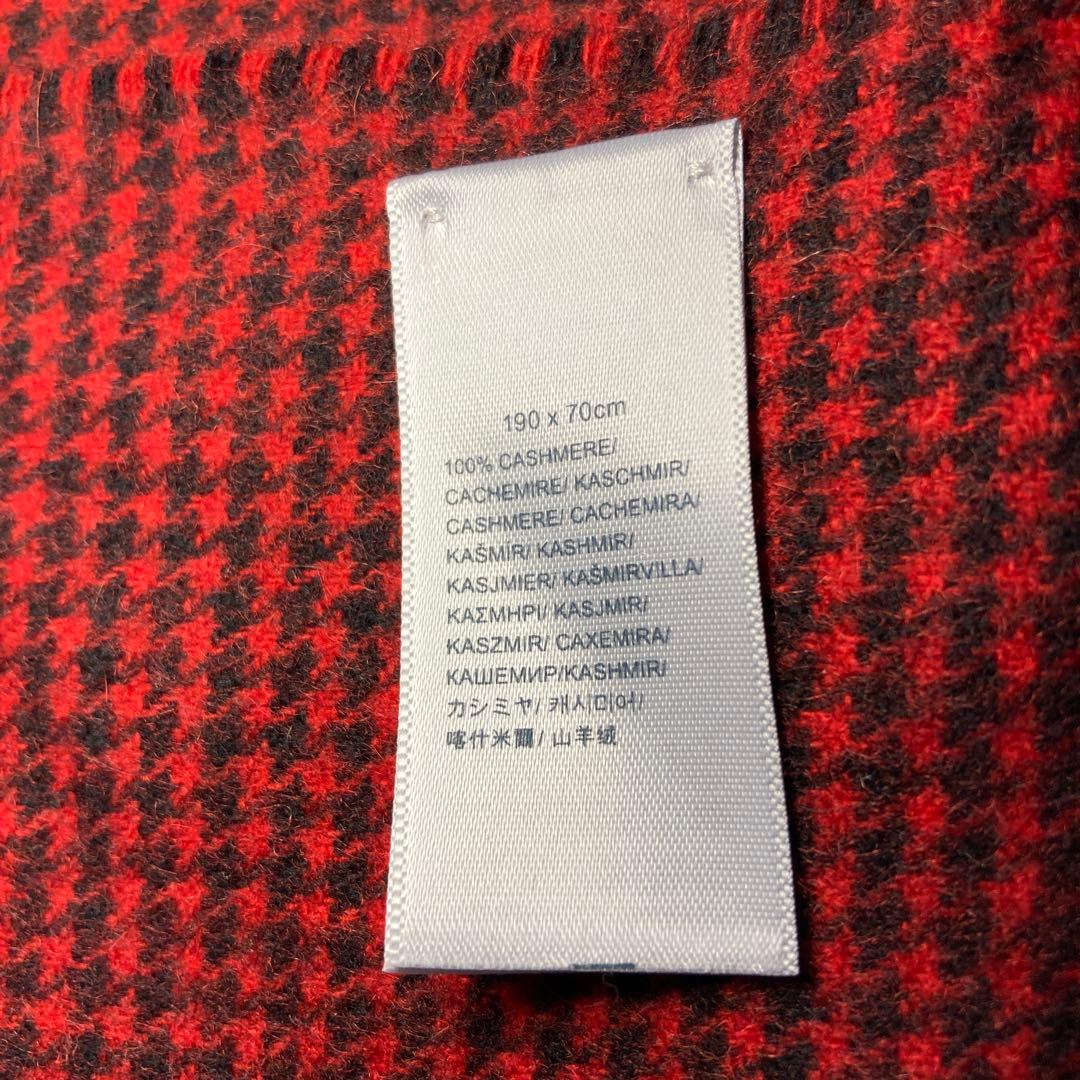 190 x 70cm
100% CASHMERE/
CACHEMIRE/ KASCHMIR/
CASHMERE/ CACHEMIRA/
KAŠMÍR/ KASHMIR/
KASJMIER/ KAŠMIRVILLA/
ΚΑΣΜΗΡΙ/ KASJMIR/
KASZMIR/ CAXEMIRA/
КАШЕМИР/KASHMIR/
カシミヤ/ 캐시미어/
喀什米爾/ 山羊绒